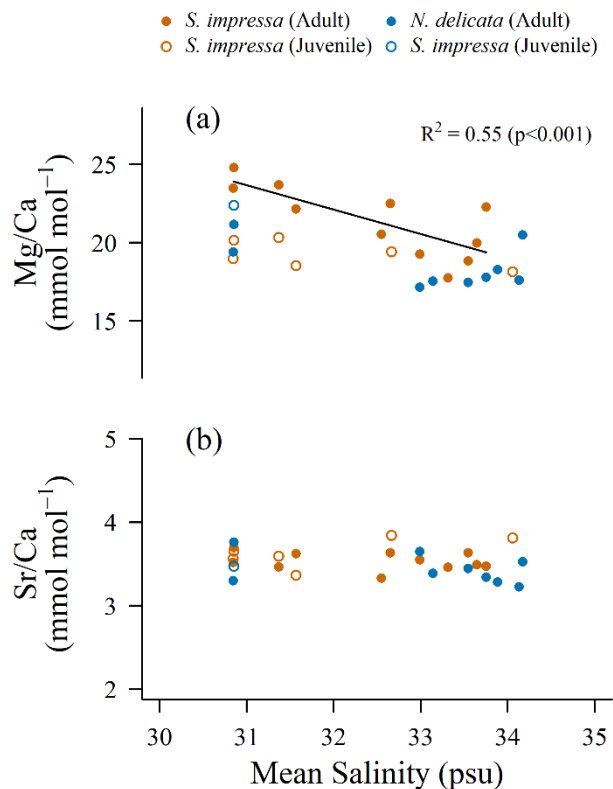 S. impressa (Adult) N. delicata (Adult)
S. impressa (Juvenile) S. impressa (Juvenile)
(a)
R² = 0.55 (p<0.001)
25
20
15
Mg/Ca
(mmol mol⁻¹)
(b)
5
4
3
2
Sr/Ca
(mmol mol⁻¹)
30 31 32 33 34 35
Mean Salinity (psu)